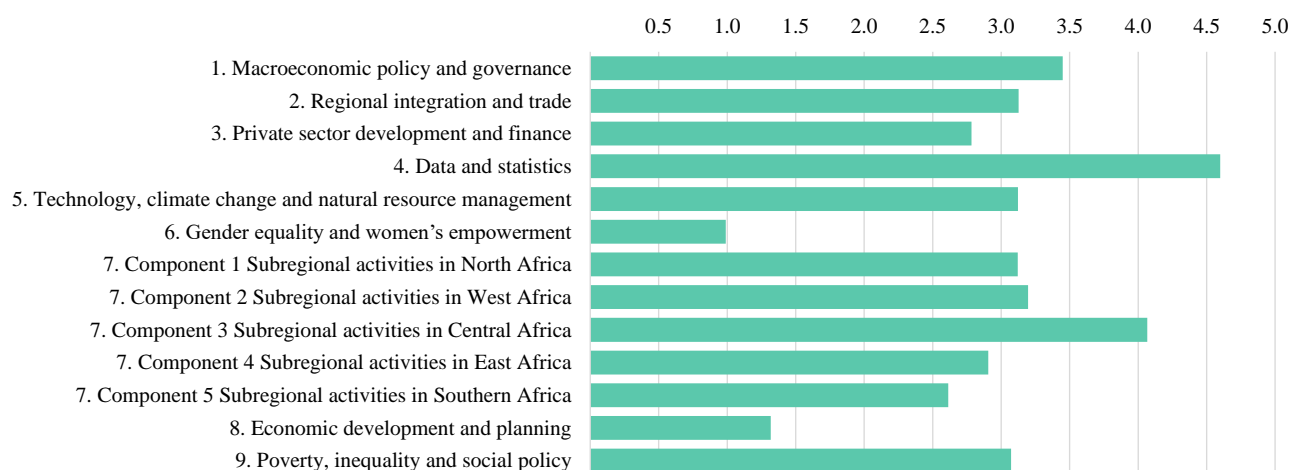 0.5 1.0 1.5 2.0 2.5 3.0 3.5 4.0 4.5 5.0
1. Macroeconomic policy and governance
2. Regional integration and trade
3. Private sector development and finance
4. Data and statistics
5. Technology, climate change and natural resource management
6. Gender equality and women’s empowerment
7. Component 1 Subregional activities in North Africa
7. Component 2 Subregional activities in West Africa
7. Component 3 Subregional activities in Central Africa
7. Component 4 Subregional activities in East Africa
7. Component 5 Subregional activities in Southern Africa
8. Economic development and planning
9. Poverty, inequality and social policy